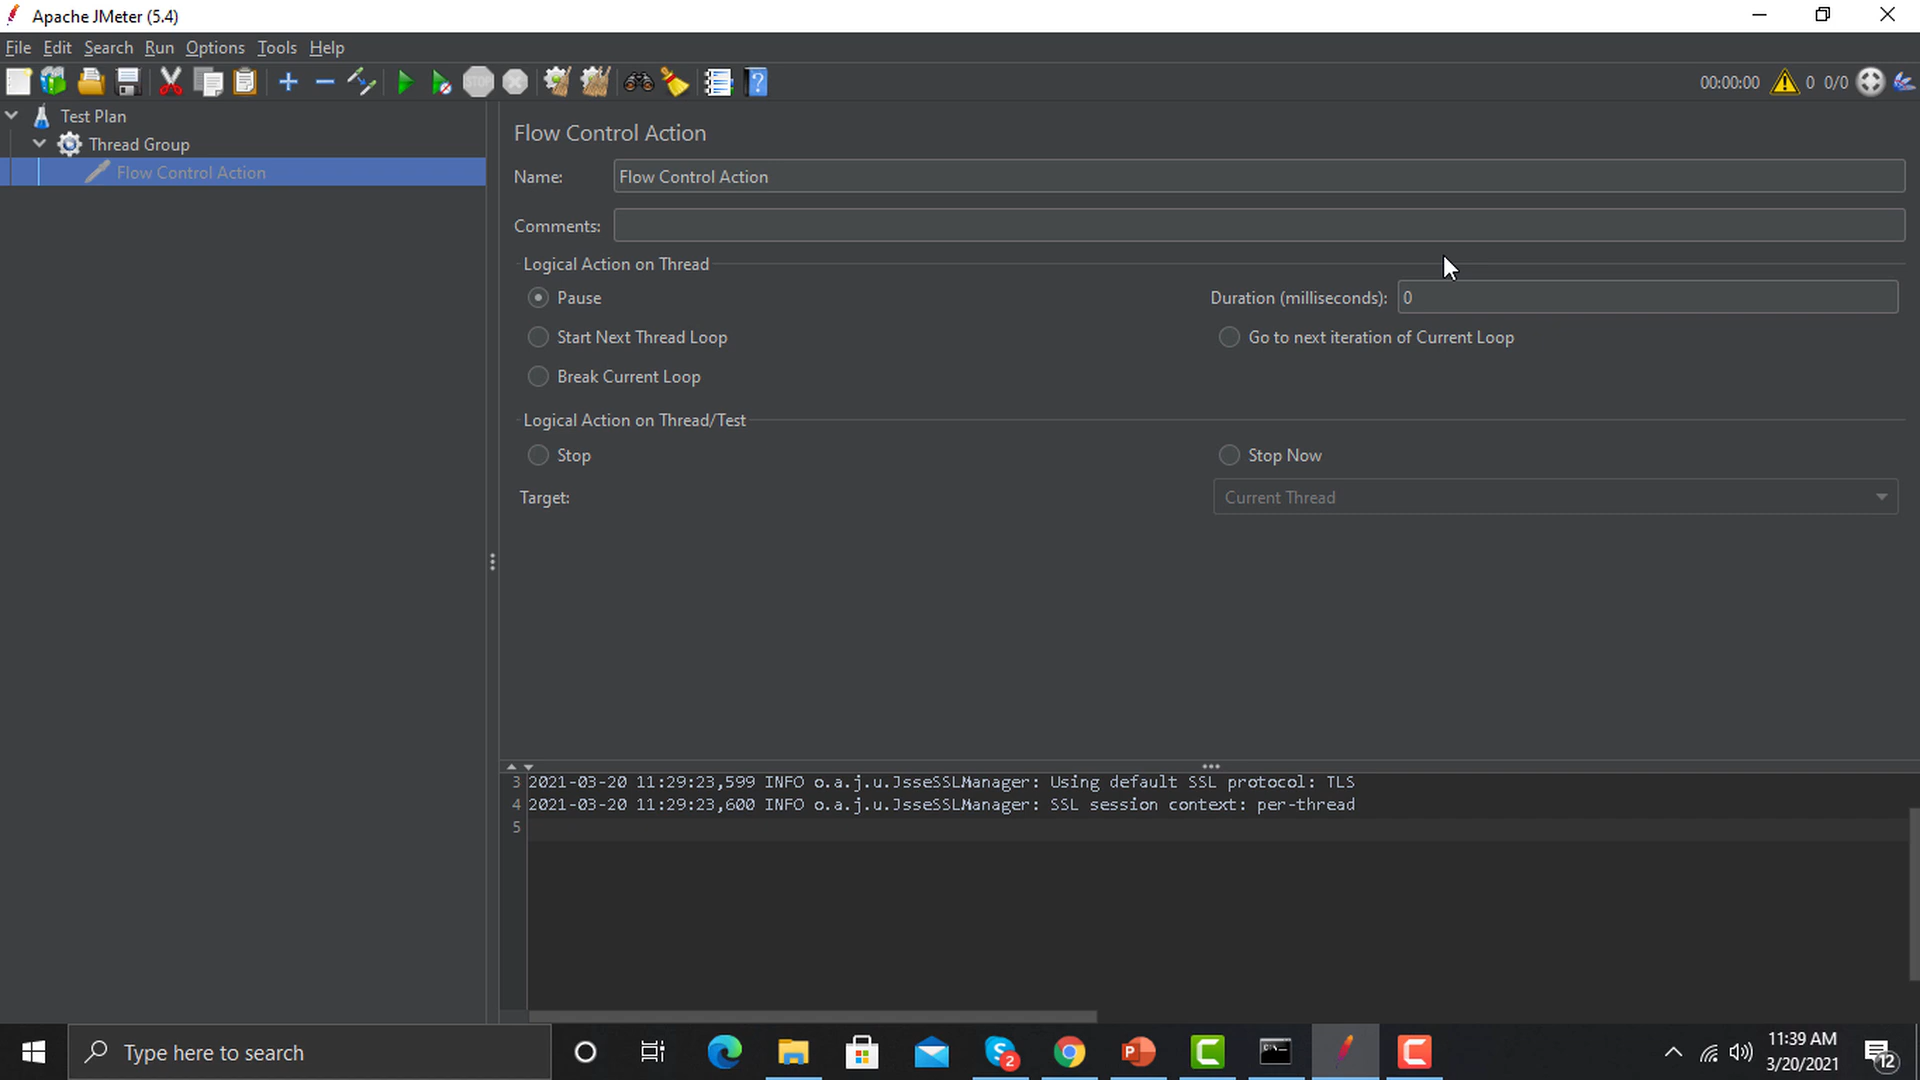 Apache JMeter (5.4)
File Edit Search Run Options Tools Help
STOP
00:00:00 0 0/0
Test Plan
Thread Group
Flow Control Action
Flow Control Action
Name: Flow Control Action
Comments:
Logical Action on Thread
Pause Duration (milliseconds): 0
Start Next Thread Loop Go to next iteration of Current Loop
Break Current Loop
Logical Action on Thread/Test
Stop Stop Now
Target: Current Thread
3 2021-03-20 11:29:23,599 INFO o.a.j.u.JsseSSLManager: Using default SSL protocol: TLS
4 2021-03-20 11:29:23,600 INFO o.a.j.u.JsseSSLManager: SSL session context: per-thread
5
Type here to search
2
11:39 AM
3/20/2021
12